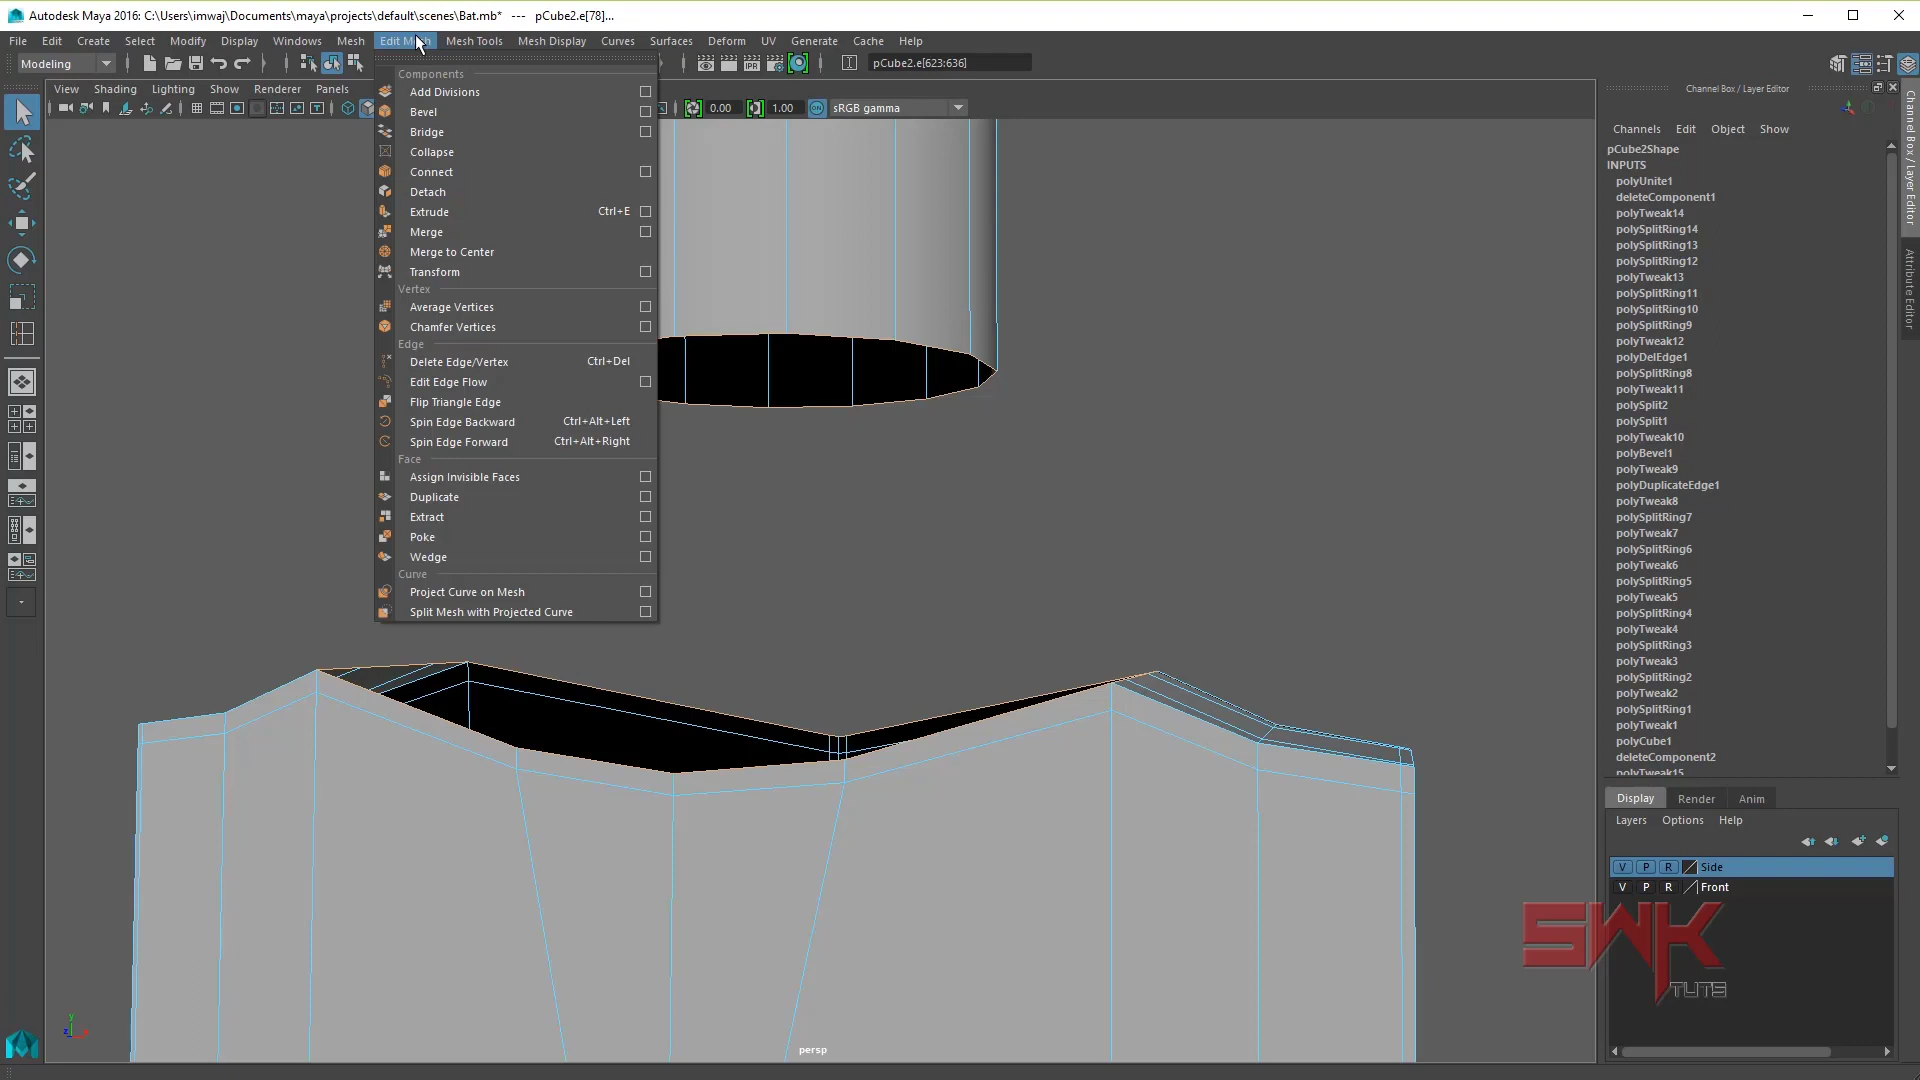 Autodesk Maya 2016: C:\Users\imwaj\Documents\maya\projects\default\scenes\Bat.mb* --- pCube2.e[78]...
File Edit Create Select Modify Display Windows Mesh Edit Mesh Mesh Tools Mesh Display Curves Surfaces Deform UV Generate Cache Help
Modeling
pCube2.e[623:636]
View Shading Lighting Show Renderer Panels
0.00
1.00
ON
sRGB gamma
IPR
Components
Add Divisions
Bevel
Bridge
Collapse
Connect
Detach
Extrude Ctrl+E
Merge
Merge to Center
Transform
Vertex
Average Vertices
Chamfer Vertices
Edge
Delete Edge/Vertex Ctrl+Del
Edit Edge Flow
Flip Triangle Edge
Spin Edge Backward Ctrl+Alt+Left
Spin Edge Forward Ctrl+Alt+Right
Face
Assign Invisible Faces
Duplicate
Extract
Poke
Wedge
Curve
Project Curve on Mesh
Split Mesh with Projected Curve
persp
y
z
x
Channel Box / Layer Editor
Channels Edit Object Show
pCube2Shape
INPUTS
polyUnite1
deleteComponent1
polyTweak14
polySplitRing14
polySplitRing13
polySplitRing12
polyTweak13
polySplitRing11
polySplitRing10
polySplitRing9
polyTweak12
polyDelEdge1
polySplitRing8
polyTweak11
polySplit2
polySplit1
polyTweak10
polyBevel1
polyTweak9
polyDuplicateEdge1
polyTweak8
polySplitRing7
polyTweak7
polySplitRing6
polyTweak6
polySplitRing5
polyTweak5
polySplitRing4
polyTweak4
polySplitRing3
polyTweak3
polySplitRing2
polyTweak2
polySplitRing1
polyTweak1
polyCube1
deleteComponent2
polyTweak15
Display Render Anim
Layers Options Help
V P R Side
V P R Front
Channel Box / Layer Editor
Attribute Editor
SWK
TUTS